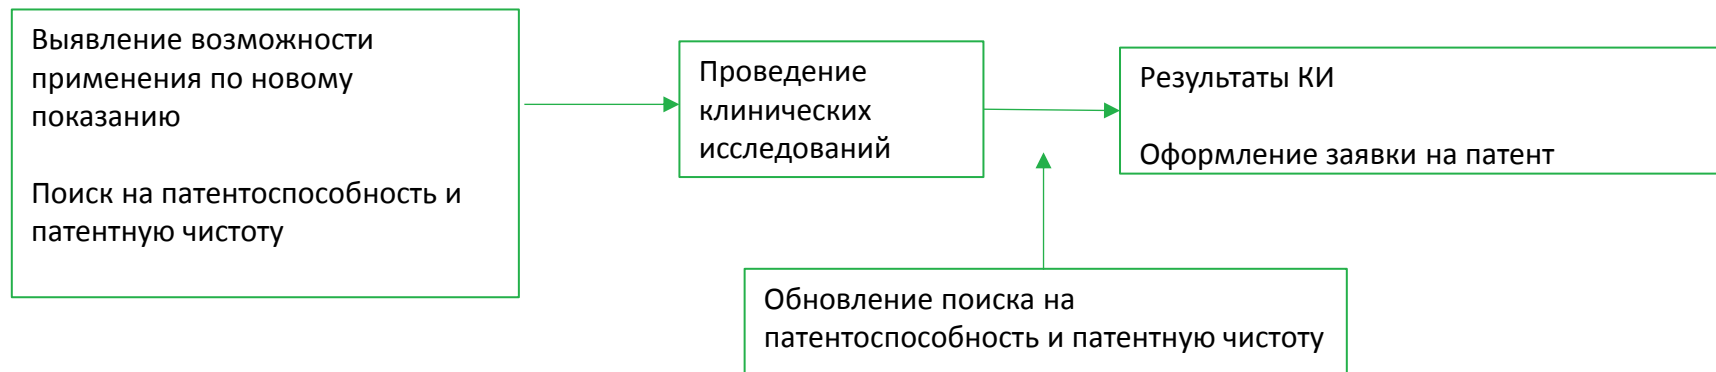 Выявление возможности
применения по новому
показанию
Поиск на патентоспособность и
патентную чистоту
Проведение
клинических
исследований
Результаты КИ
Оформление заявки на патент
Обновление поиска на
патентоспособность и патентную чистоту